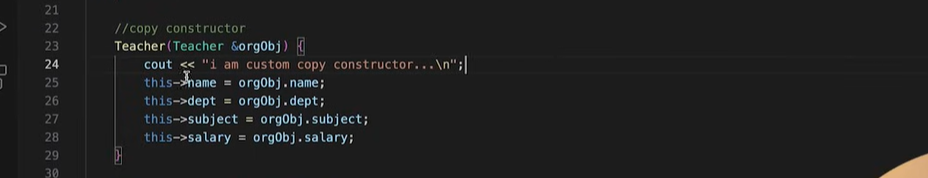 21
22 //copy constructor
23 Teacher(Teacher &orgObj) {
24 cout << "i am custom copy constructor...\n";
25 this->name = orgObj.name;
26 this->dept = orgObj.dept;
27 this->subject = orgObj.subject;
28 this->salary = orgObj.salary;
29 }
30